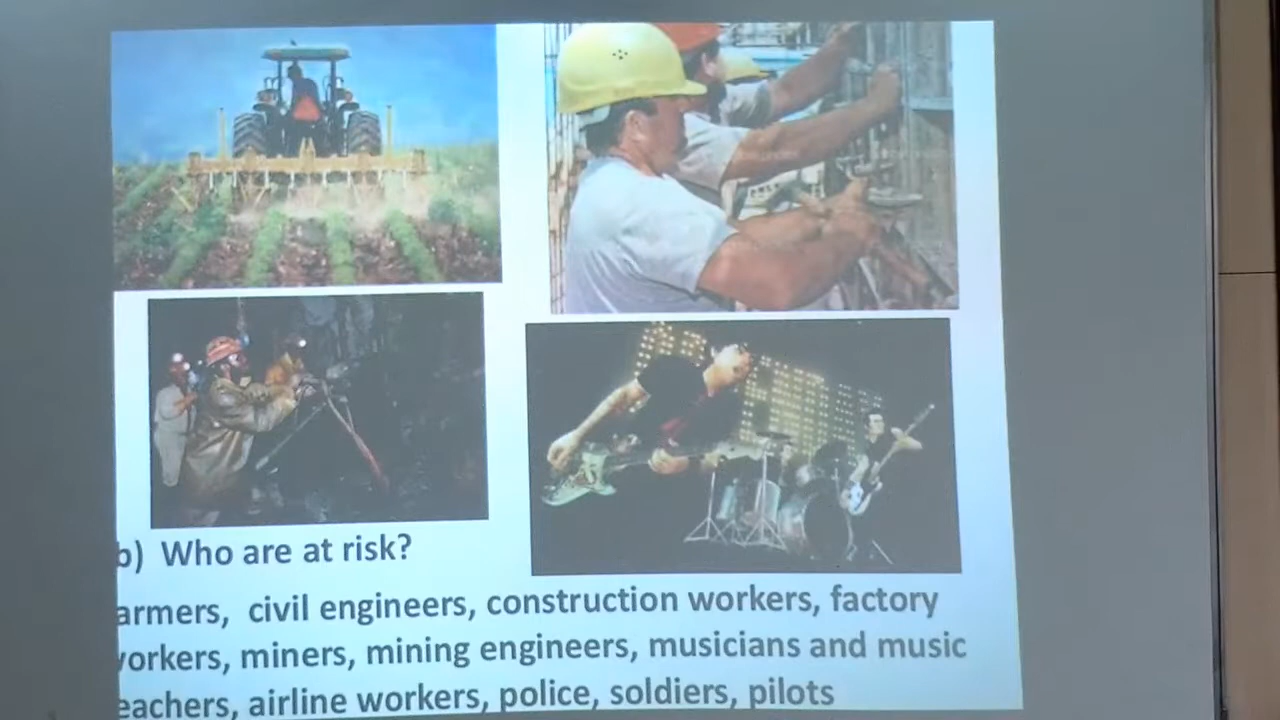 b) Who are at risk?
armers, civil engineers, construction workers, factory
orkers, miners, mining engineers, musicians and music
eachers, airline workers, police, soldiers, pilots